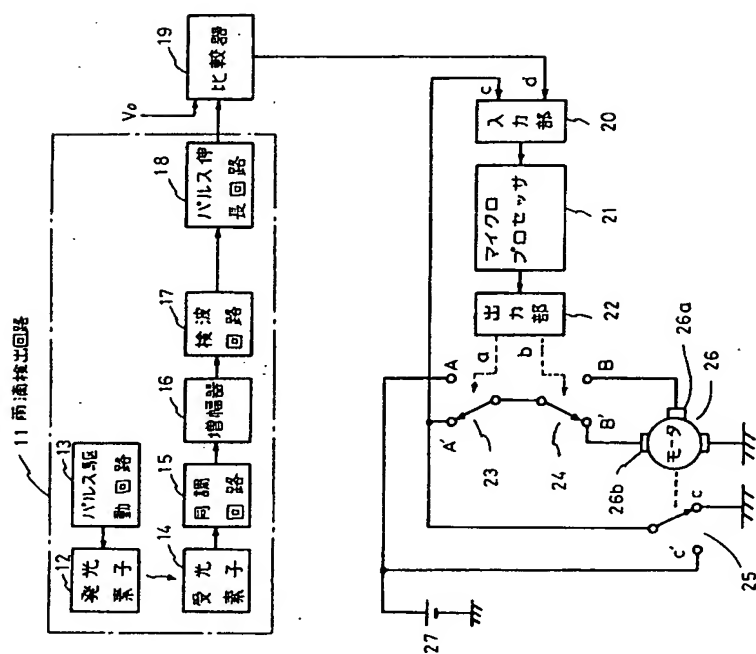 11 雨滴検出回路
12
発光
素子
13
パルス駆
動回路
14
受光
素子
15
同調
回路
16
増幅器
17
検波
回路
18
パルス伸
長回路
Vo
19
比較器
c
d
入力部
20
マイクロ
プロセッサ
21
出力部
22
a
b
A
A'
23
24
B
B'
26a
26
26b
モータ
c
c'
25
27